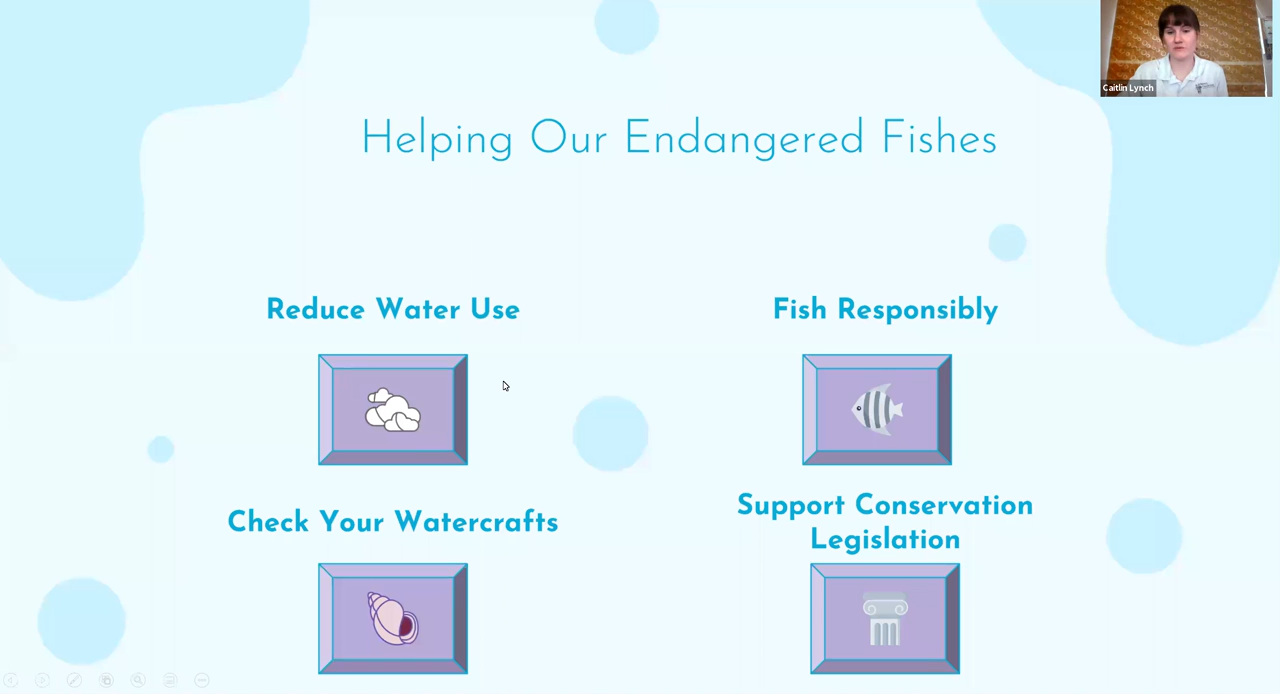 Caitlin Lynch
Helping Our Endangered Fishes
Reduce Water Use
Fish Responsibly
Check Your Watercrafts
Support Conservation
Legislation